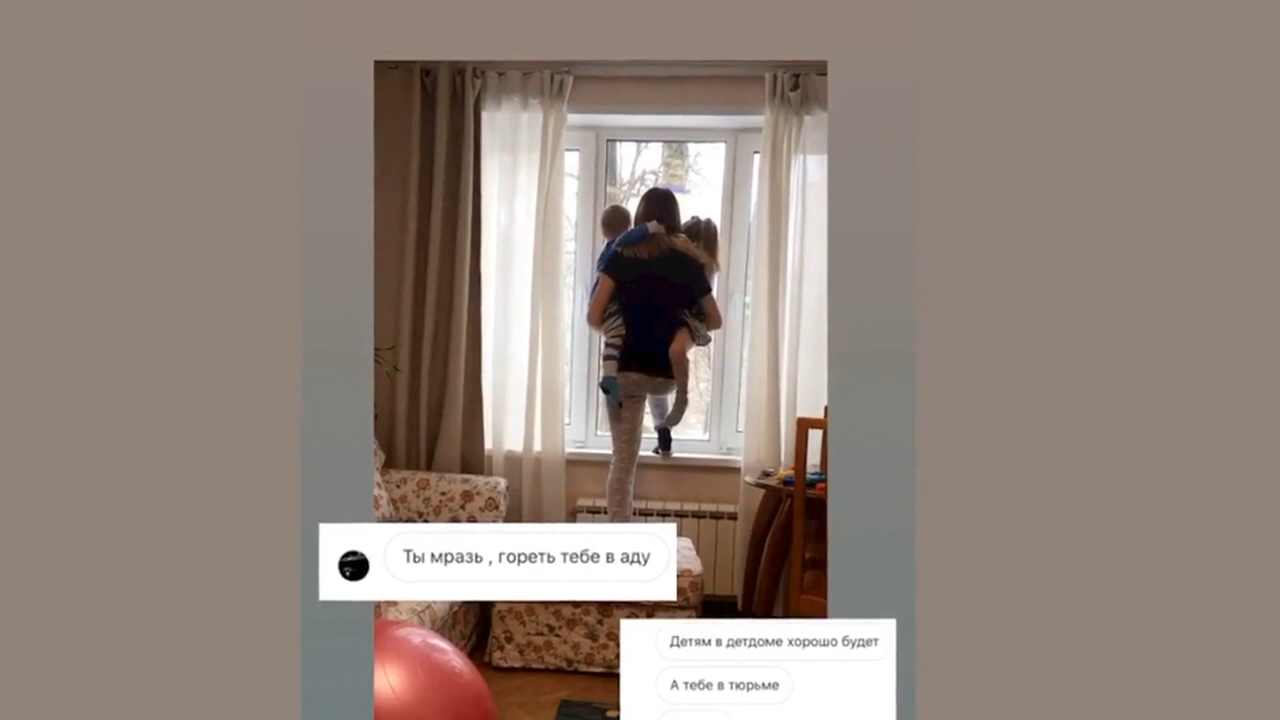 Ты мразь , гореть тебе в аду
Детям в детдоме хорошо будет
А тебе в тюрьме